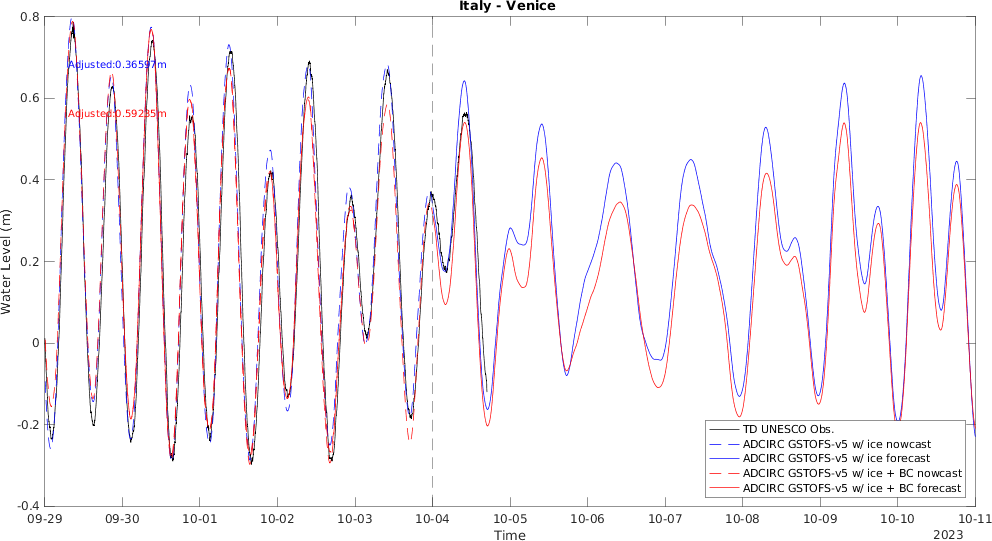 Italy - Venice
0.8
0.6
0.4
0.2
0
-0.2
-0.4
Water Level (m)
Adjusted:0.36597m
Adjusted:0.59235m
TD UNESCO Obs.
ADCIRC GSTOFS-v5 w/ ice nowcast
ADCIRC GSTOFS-v5 w/ ice forecast
ADCIRC GSTOFS-v5 w/ ice + BC nowcast
ADCIRC GSTOFS-v5 w/ ice + BC forecast
09-29 09-30 10-01 10-02 10-03 10-04 10-05 10-06 10-07 10-08 10-09 10-10 10-11
Time
2023